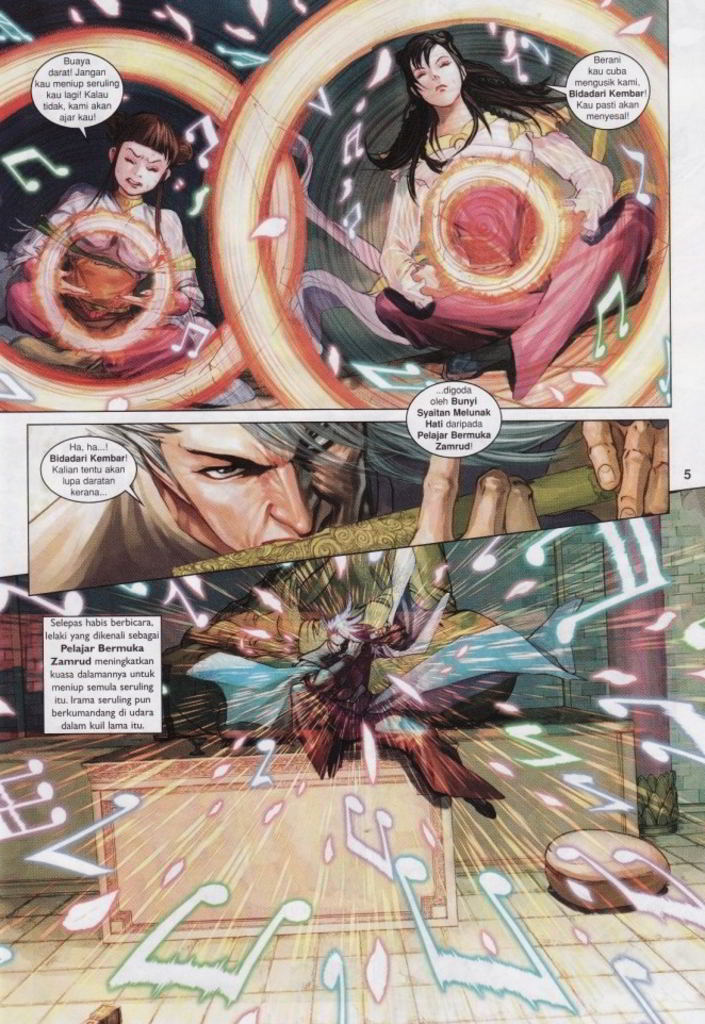 Buaya
darat! Jangan
kau meniup seruling
kau lagi! Kalau
tidak, kami akan
ajar kau!
Berani
kau cuba
mengusik kami,
Bidadari Kembar!
Kau pasti akan
menyesal!
Ha, ha...!
Bidadari Kembar!
Kalian tentu akan
lupa daratan
kerana...
...digoda
oleh Bunyi
Syaitan Melunak
Hati daripada
Pelajar Bermuka
Zamrud!
5
Selepas habis berbicara,
lelaki yang dikenali sebagai
Pelajar Bermuka
Zamrud meningkatkan
kuasa dalamannya untuk
meniup semula seruling
itu. Irama seruling pun
berkumandang di udara
dalam kuil lama itu.